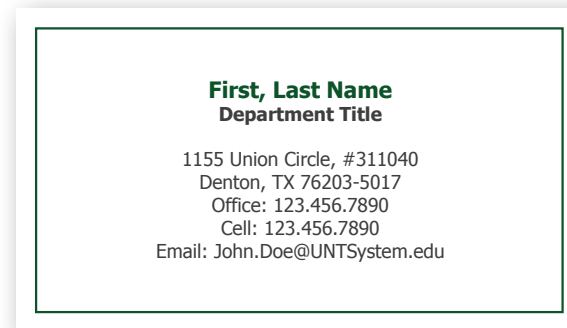 First, Last Name
Department Title
1155 Union Circle, #311040
Denton, TX 76203-5017
Office: 123.456.7890
Cell: 123.456.7890
Email: John.Doe@UNTSystem.edu